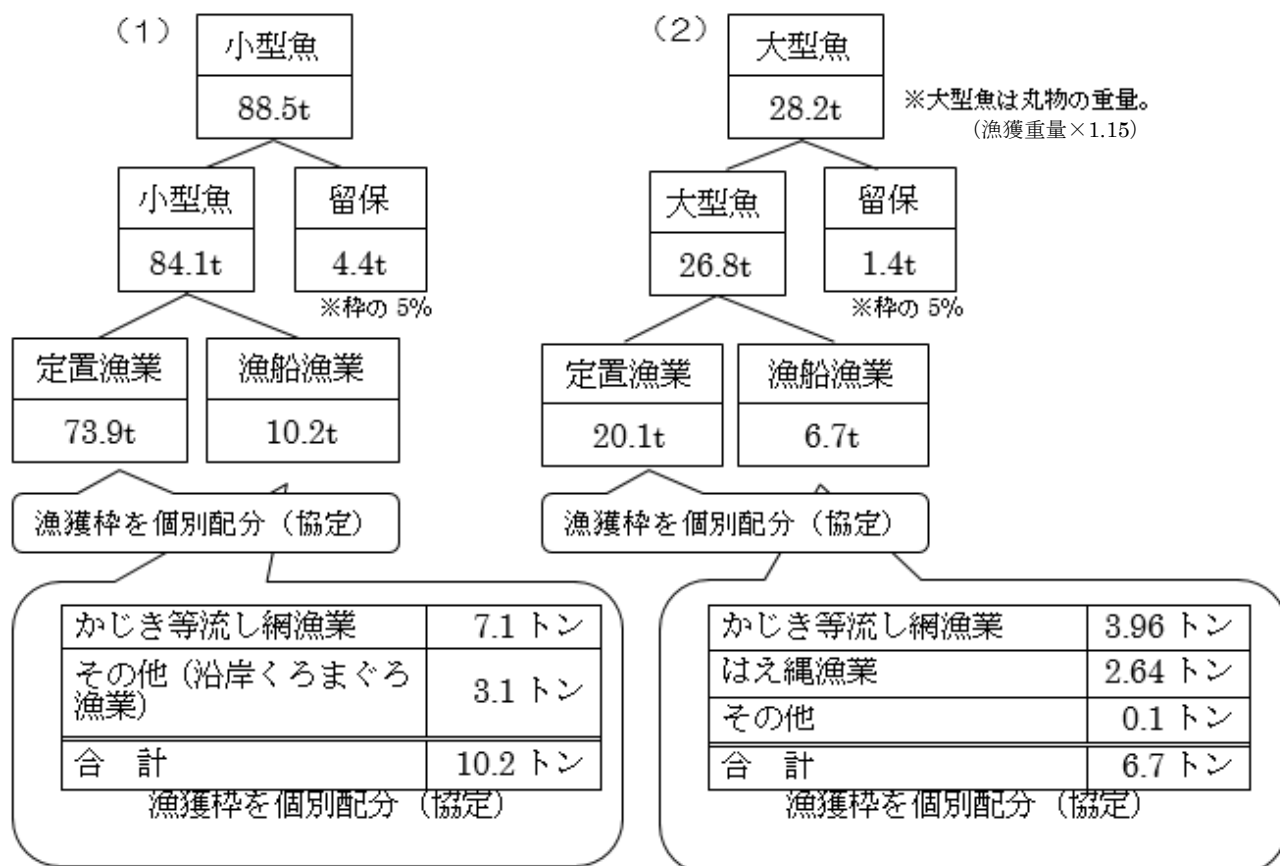 （1）
小型魚
88.5t
小型魚
84.1t
留保
4.4t
※枠の 5%
定置漁業
73.9t
漁船漁業
10.2t
漁獲枠を個別配分（協定）
かじき等流し網漁業 7.1 トン
その他（沿岸くろまぐろ
漁業） 3.1 トン
合　計 10.2 トン
漁獲枠を個別配分（協定）
（2）
大型魚
28.2t
※大型魚は丸物の重量。
（漁獲重量×1.15）
大型魚
26.8t
留保
1.4t
※枠の 5%
定置漁業
20.1t
漁船漁業
6.7t
漁獲枠を個別配分（協定）
かじき等流し網漁業 3.96 トン
はえ縄漁業 2.64 トン
その他 0.1 トン
合　計 6.7 トン
漁獲枠を個別配分（協定）